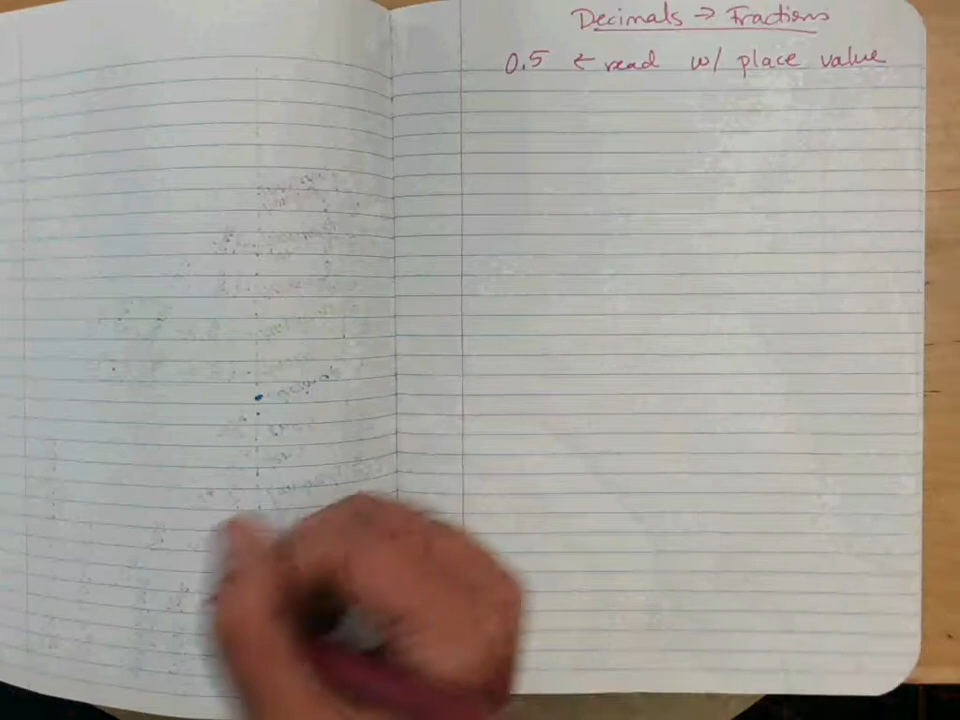 Decimals → Fractions
0.5 ← read w/ place value